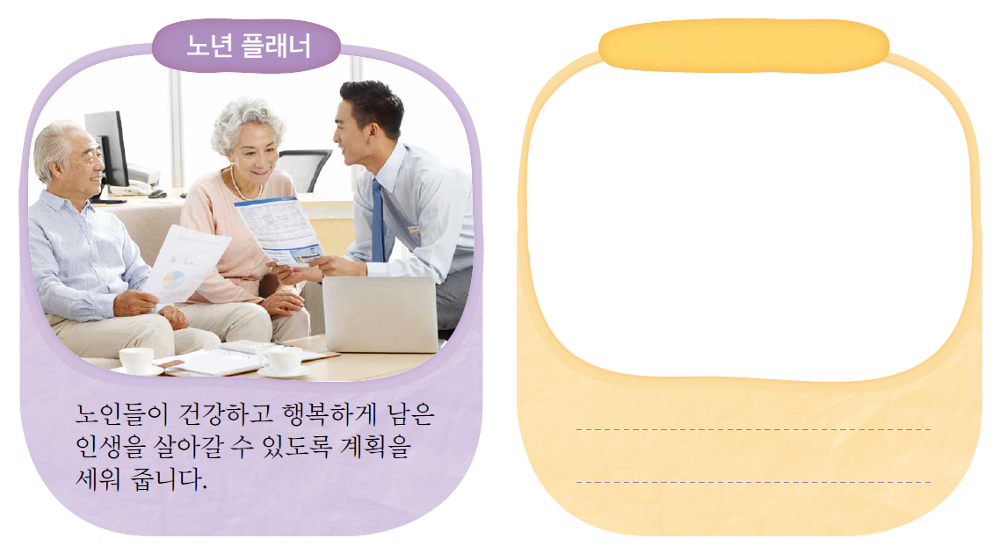 노년 플래너
노인들이 건강하고 행복하게 남은
인생을 살아갈 수 있도록 계획을
세워 줍니다.